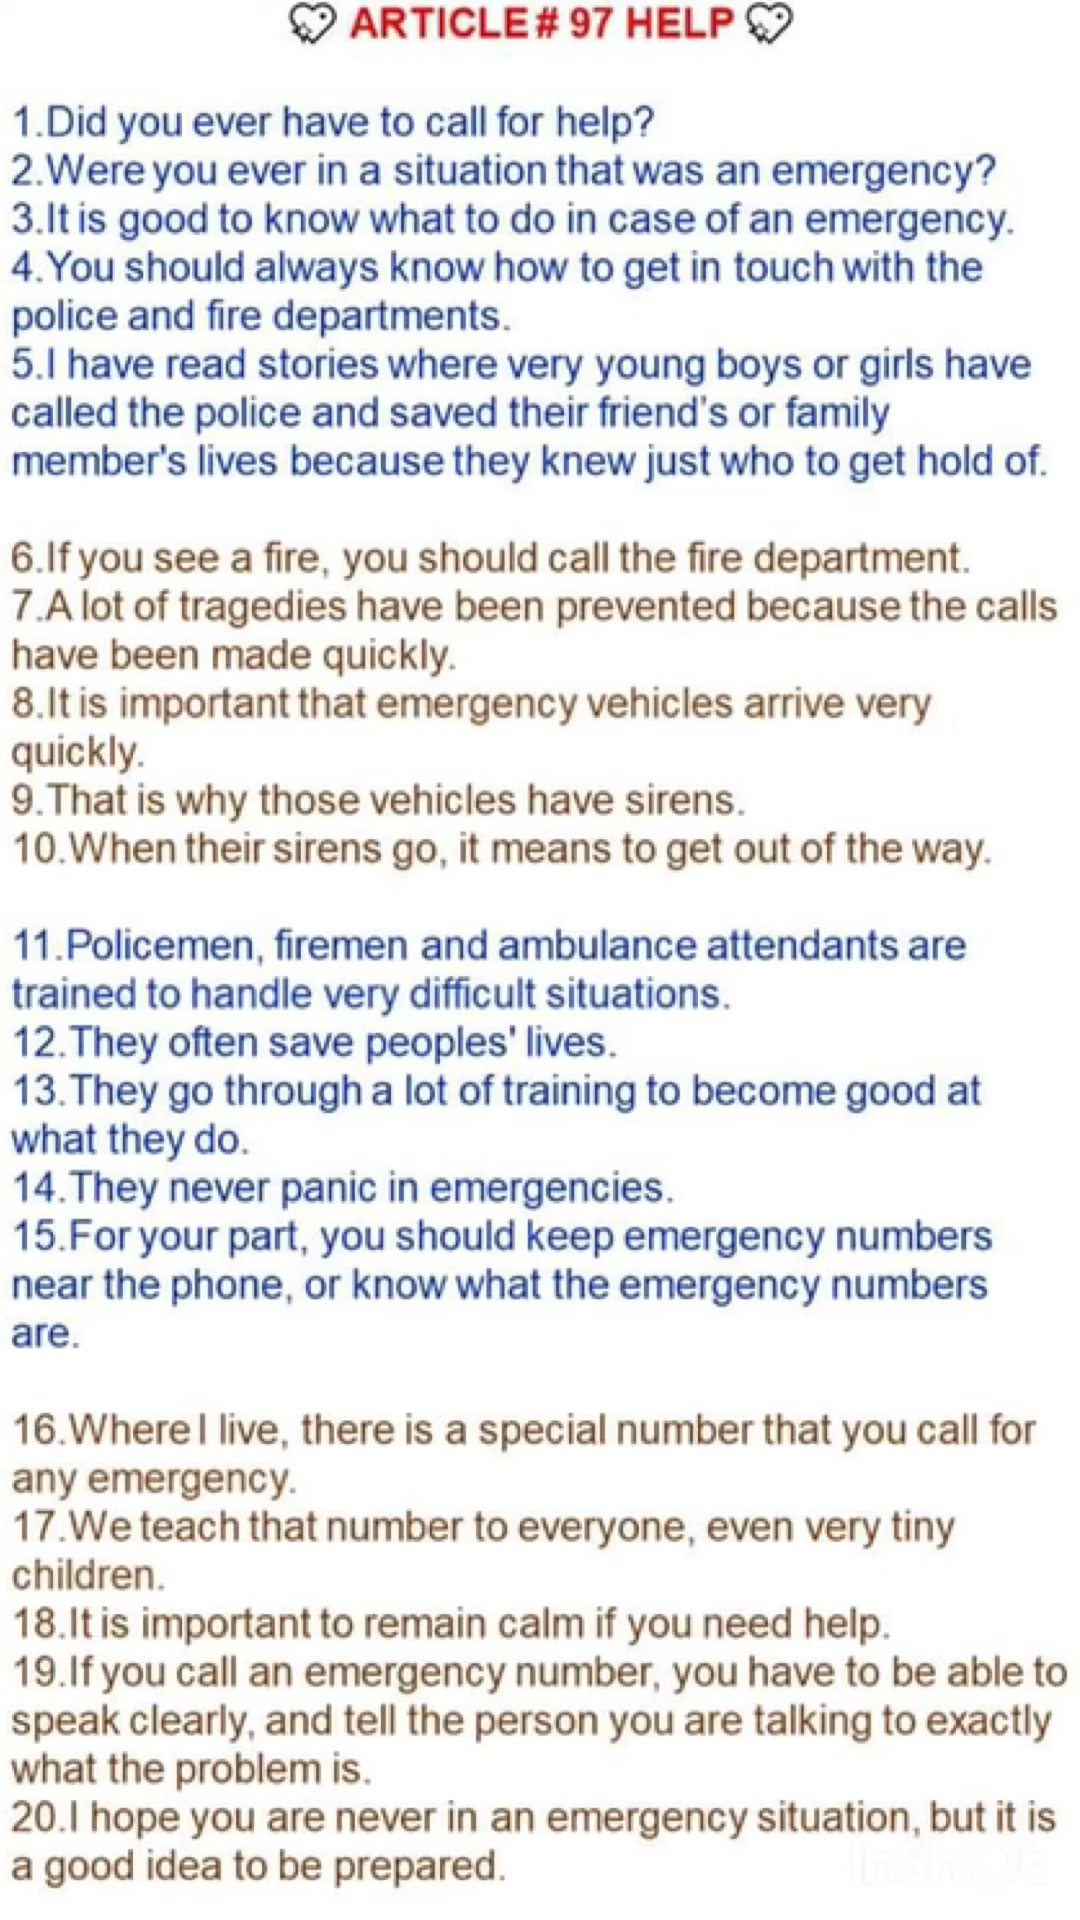 ARTICLE# 97 HELP
1.Did you ever have to call for help?
2.Were you ever in a situation that was an emergency?
3.It is good to know what to do in case of an emergency.
4.You should always know how to get in touch with the
police and fire departments.
5.I have read stories where very young boys or girls have
called the police and saved their friend's or family
member's lives because they knew just who to get hold of.
6.If you see a fire, you should call the fire department.
7.A lot of tragedies have been prevented because the calls
have been made quickly.
8.It is important that emergency vehicles arrive very
quickly.
9.That is why those vehicles have sirens.
10.When their sirens go, it means to get out of the way.
11.Policemen, firemen and ambulance attendants are
trained to handle very difficult situations.
12.They often save peoples' lives.
13.They go through a lot of training to become good at
what they do.
14.They never panic in emergencies.
15.For your part, you should keep emergency numbers
near the phone, or know what the emergency numbers
are.
16.Where I live, there is a special number that you call for
any emergency.
17.We teach that number to everyone, even very tiny
children.
18.It is important to remain calm if you need help.
19.If you call an emergency number, you have to be able to
speak clearly, and tell the person you are talking to exactly
what the problem is.
20.I hope you are never in an emergency situation, but it is
a good idea to be prepared.